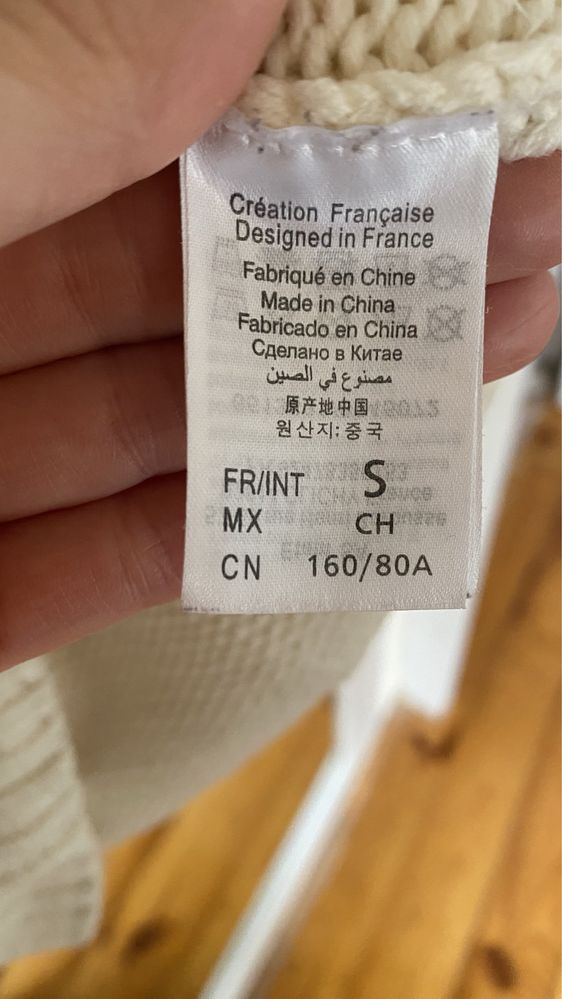 Création Française
Designed in France
Fabriqué en Chine
Made in China
Fabricado en China
Сделано в Китае
مصنوع في الصين
原产地中国
원산지: 중국
FR/INT S
MX CH
CN 160/80A